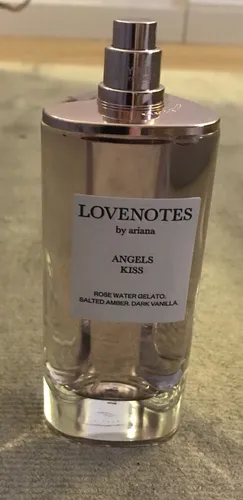 LOVENOTES
by ariana
ANGELS
KISS
ROSE WATER GELATO.
SALTED AMBER. DARK VANILLA.